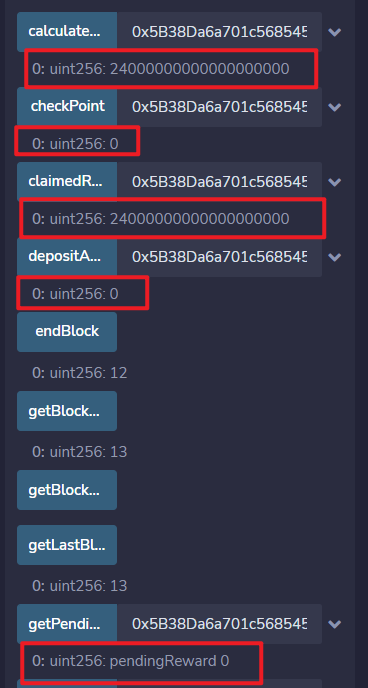 calculate... 0x5B38Da6a701c568545
0: uint256: 24000000000000000000
checkPoint 0x5B38Da6a701c568545
0: uint256: 0
claimedR... 0x5B38Da6a701c568545
0: uint256: 24000000000000000000
depositA... 0x5B38Da6a701c568545
0: uint256: 0
endBlock
0: uint256: 12
getBlock...
0: uint256: 13
getBlock...
getLastBl...
0: uint256: 13
getPendi... 0x5B38Da6a701c568545
0: uint256: pendingReward 0